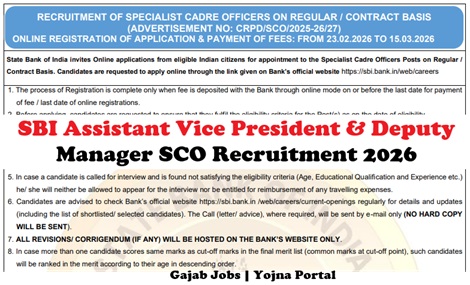 RECRUITMENT OF SPECIALIST CADRE OFFICERS ON REGULAR / CONTRACT BASIS
(ADVERTISEMENT NO: CRPD/SCO/2025-26/27)
ONLINE REGISTRATION OF APPLICATION & PAYMENT OF FEES: FROM 23.02.2026 TO 15.03.2026
State Bank of India invites Online applications from eligible Indian citizens for appointment to the Specialist Cadre Officers Posts on Regular /
Contract Basis. Candidates are requested to apply online through the link given on Bank's official website https://sbi.bank.in/web/careers
1. The process of Registration is complete only when fee is deposited with the Bank through online mode on or before the last date for payment
of fee / last date of online registrations.
SBI Assistant Vice President & Deputy
Manager SCO Recruitment 2026
5. In case a candidate is called for interview and is found not satisfying the eligibility criteria (Age, Educational Qualification and Experience etc.)
he/ she will neither be allowed to appear for the interview nor be entitled for reimbursement of any travelling expenses.
6. Candidates are advised to check Bank's official website https://sbi.bank.in /web/careers/current-openings regularly for details and updates
(including the list of shortlisted/ selected candidates). The Call (letter/ advice), where required, will be sent by e-mail only (NO HARD COPY
WILL BE SENT).
7. ALL REVISIONS/ CORRIGENDUM (IF ANY) WILL BE HOSTED ON THE BANK'S WEBSITE ONLY.
8. In case more than one candidate scores same marks as cut-off marks in the final merit list (common marks at cut-off point), such candidates
will be ranked in the merit according to their age in descending order.
Gajab Jobs | Yojna Portal